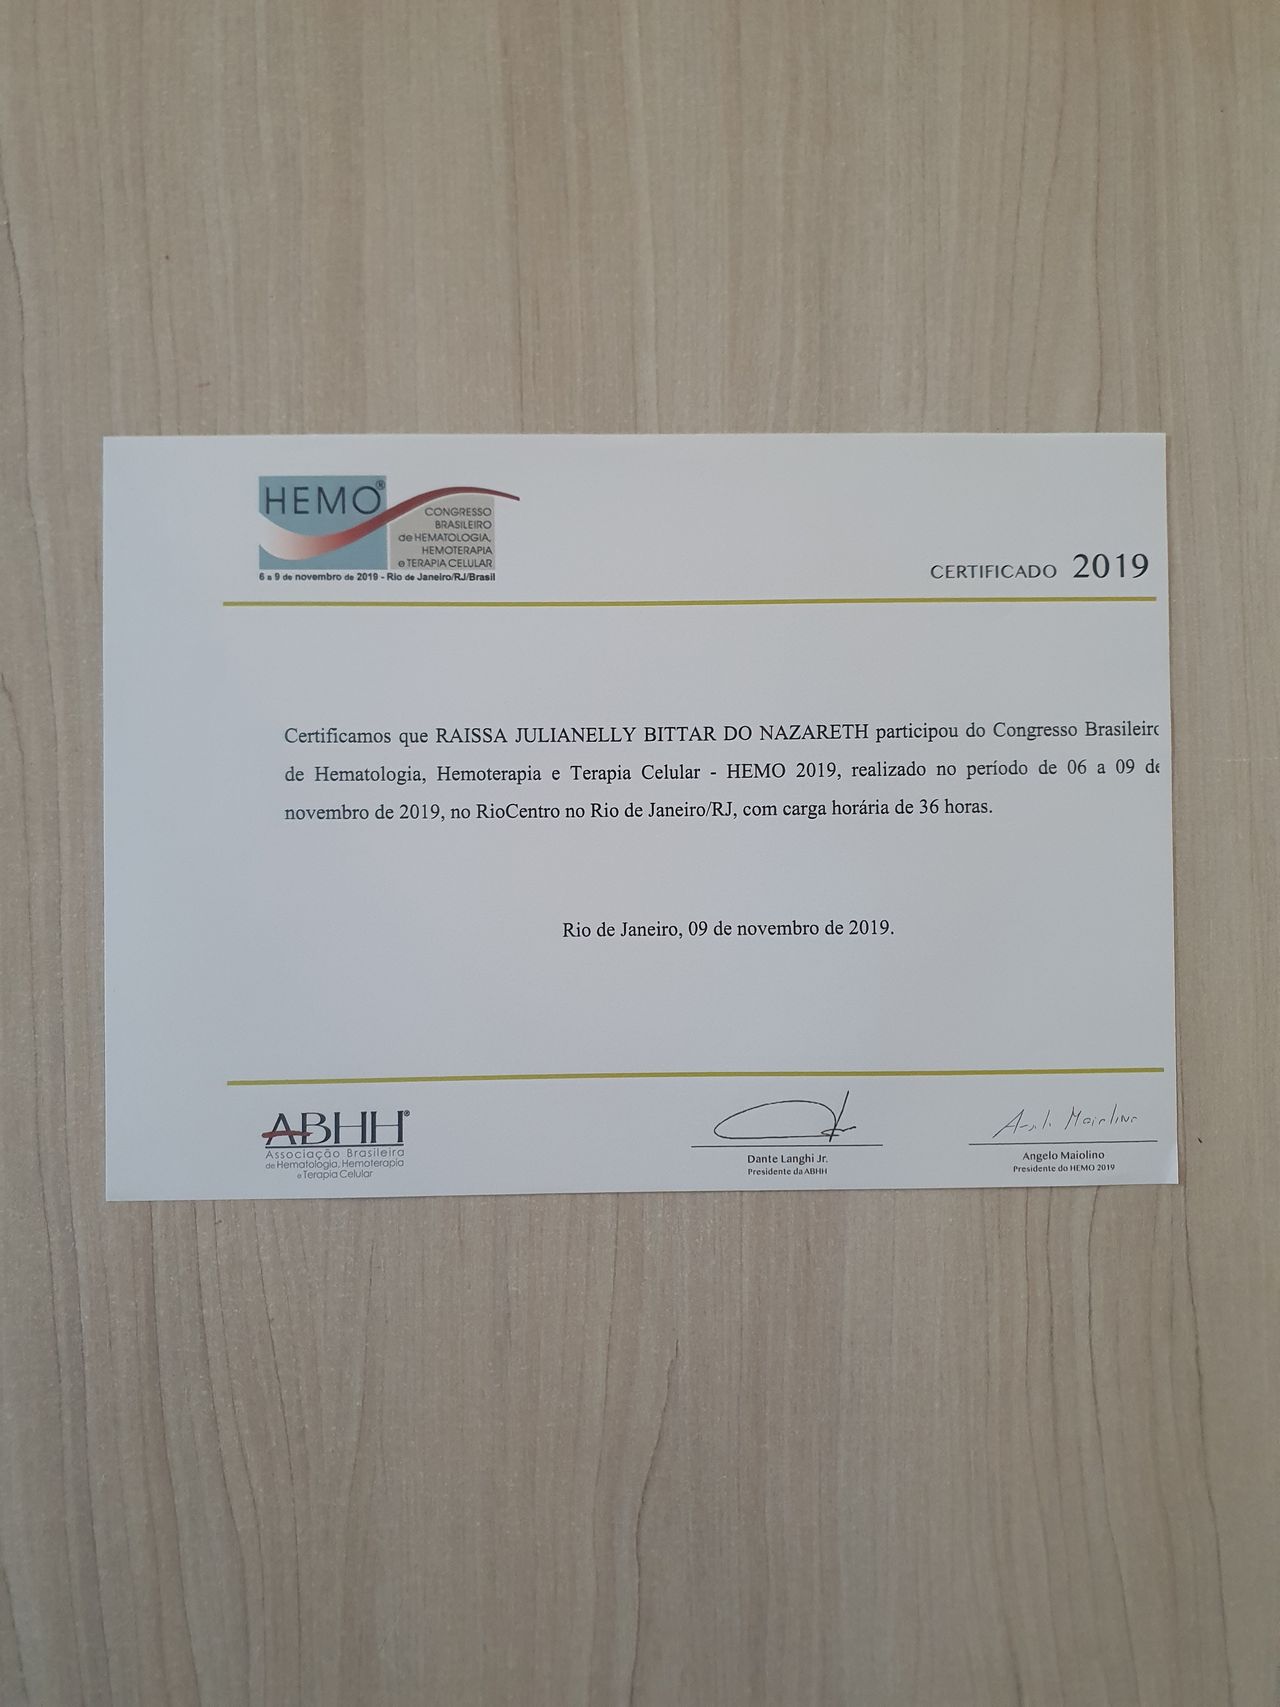 HEMO®
CONGRESSO
BRASILEIRO
de HEMATOLOGIA,
HEMOTERAPIA
e TERAPIA CELULAR
6 a 9 de novembro de 2019 - Rio de Janeiro/RJ/Brasil
CERTIFICADO 2019
Certificamos que RAISSA JULIANELLY BITTAR DO NAZARETH participou do Congresso Brasileiro
de Hematologia, Hemoterapia e Terapia Celular - HEMO 2019, realizado no período de 06 a 09 de
novembro de 2019, no RioCentro no Rio de Janeiro/RJ, com carga horária de 36 horas.
Rio de Janeiro, 09 de novembro de 2019.
ABHH®
Associação Brasileira
de Hematologia, Hemoterapia
e Terapia Celular
Dante Langhi Jr.
Presidente da ABHH
Angelo Maiolino
Angelo Maiolino
Presidente do HEMO 2019